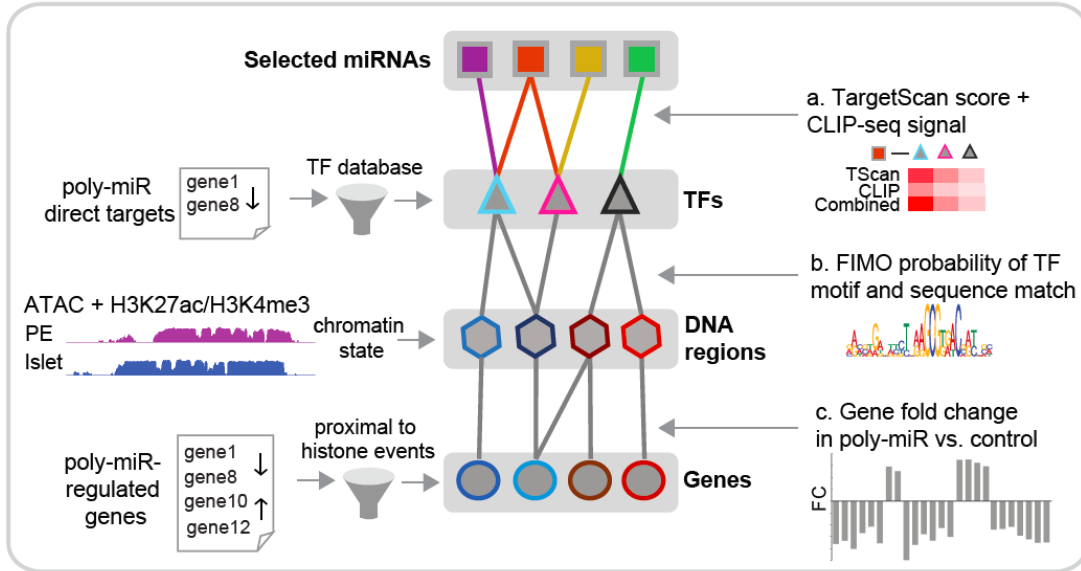 Selected miRNAs
a. TargetScan score +
CLIP-seq signal
TScan
CLIP
Combined
poly-miR
direct targets
gene1
gene8
TF database
TFs
b. FIMO probability of TF
motif and sequence match
ATAC + H3K27ac/H3K4me3
PE
Islet
chromatin
state
DNA
regions
c. Gene fold change
in poly-miR vs. control
FC
poly-miR-
regulated
genes
gene1
gene8
gene10
gene12
proximal to
histone events
Genes